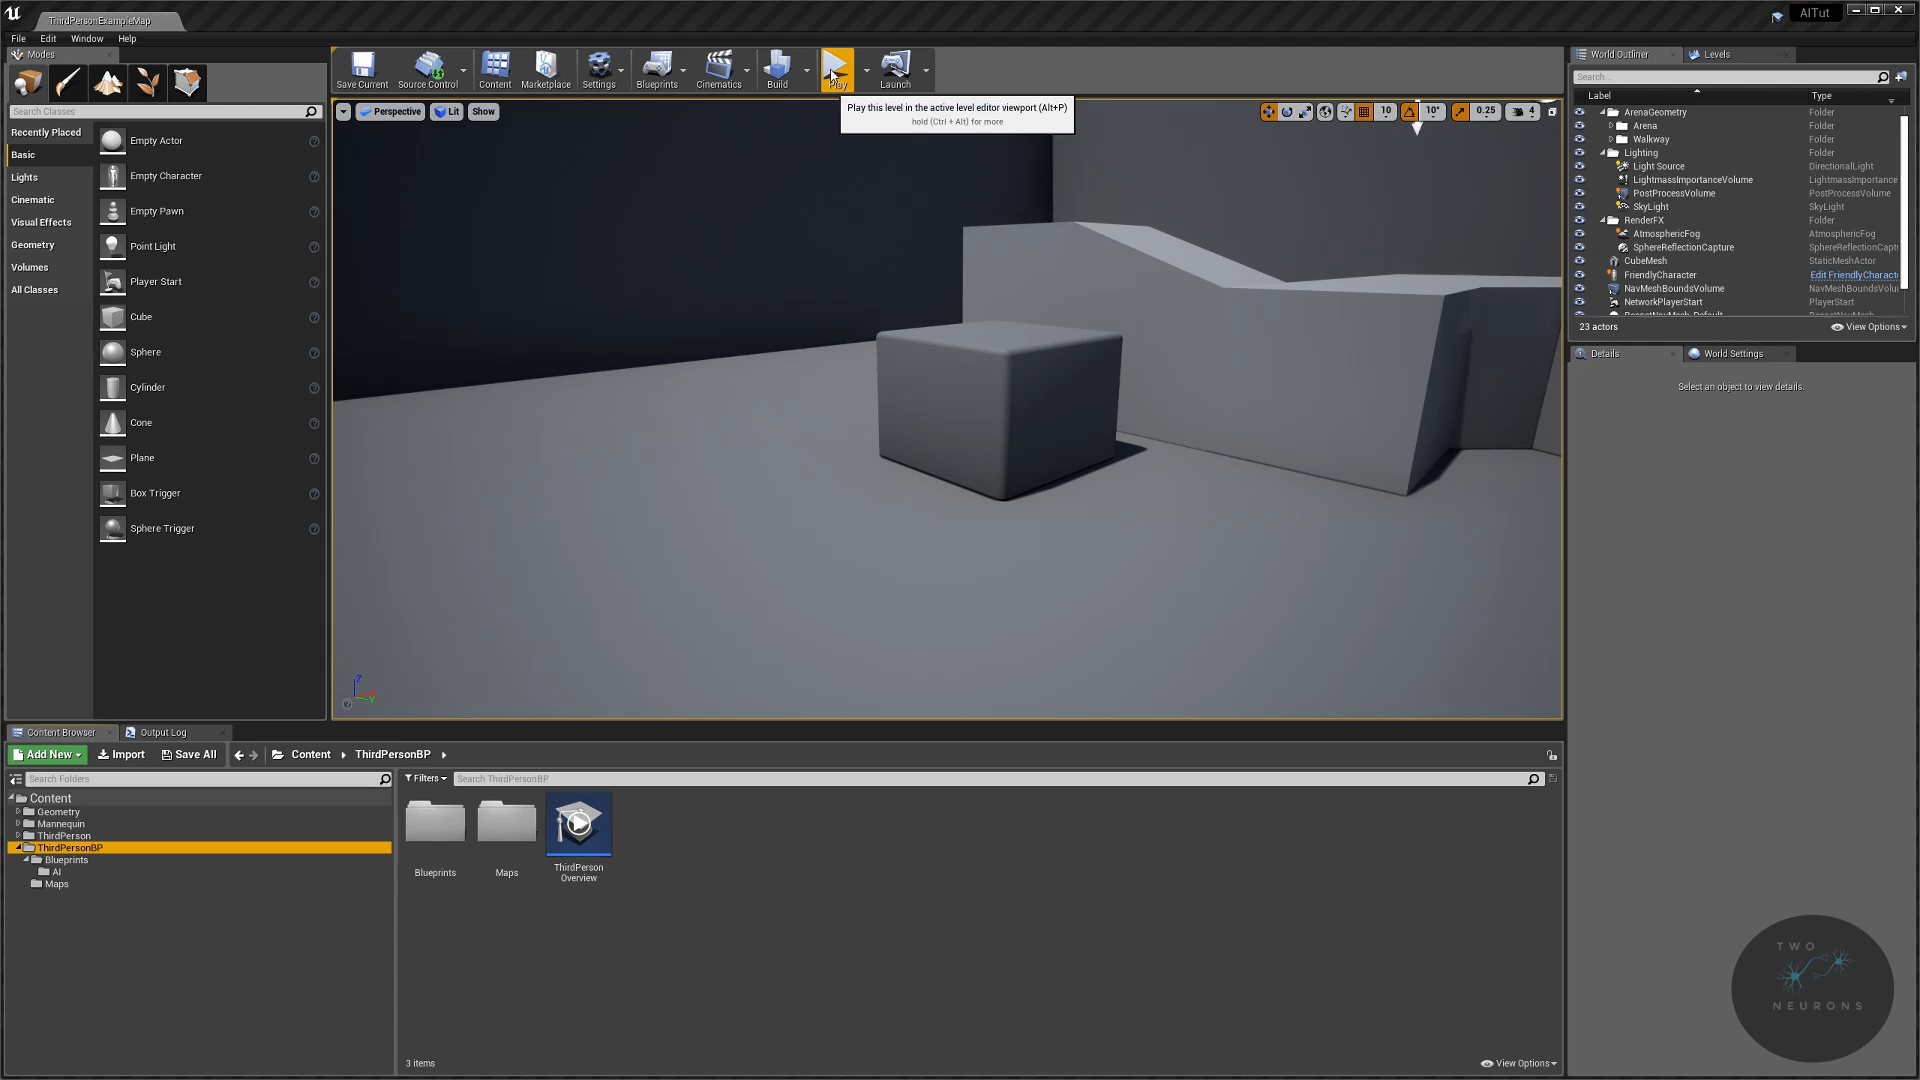 ThirdPersonExampleMap
AITut
File Edit Window Help
Modes
Search Classes
Recently Placed
Basic
Lights
Cinematic
Visual Effects
Geometry
Volumes
All Classes
Empty Actor
Empty Character
Empty Pawn
Point Light
Player Start
Cube
Sphere
Cylinder
Cone
Plane
Box Trigger
Sphere Trigger
Save Current Source Control Content Marketplace Settings Blueprints Cinematics Build Play Launch
Perspective Lit Show
Play this level in the active level editor viewport (Alt+P)
hold (Ctrl + Alt) for more
10 10° 0.25 4
Z
World Outliner Levels
Search...
Label Type
ArenaGeometry Folder
Arena Folder
Walkway Folder
Lighting Folder
Light Source DirectionalLight
LightmassImportanceVolume LightmassImportance
PostProcessVolume PostProcessVolume
SkyLight SkyLight
RenderFX Folder
AtmosphericFog AtmosphericFog
SphereReflectionCapture SphereReflectionCapt
CubeMesh StaticMeshActor
FriendlyCharacter Edit FriendlyCharact
NavMeshBoundsVolume NavMeshBoundsVolu
NetworkPlayerStart PlayerStart
23 actors View Options
Details World Settings
Select an object to view details.
Content Browser Output Log
Add New Import Save All Content ThirdPersonBP
Search Folders
Filters Search ThirdPersonBP
Content
Geometry
Mannequin
ThirdPerson
ThirdPersonBP
Blueprints
AI
Maps
Blueprints
Maps
ThirdPerson
Overview
3 items View Options
TWO
NEURONS